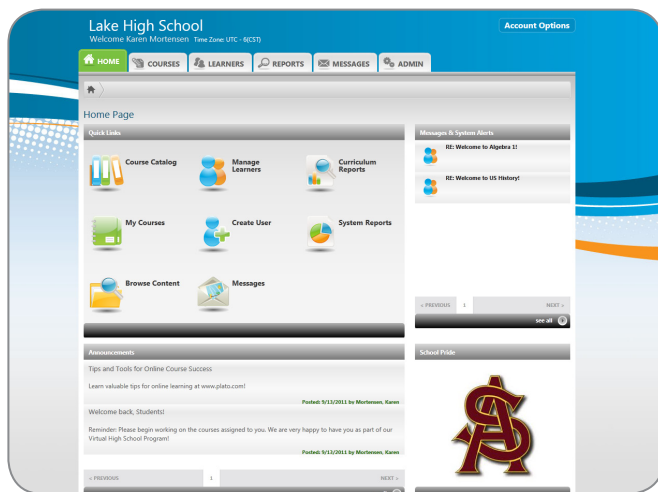 Lake High School
Account Options
Welcome Karen Mortensen Time Zone: UTC - 6(CST)
HOME
COURSES
LEARNERS
REPORTS
MESSAGES
ADMIN
Home Page
Quick Links
Course Catalog
Manage
Learners
Curriculum
Reports
My Courses
Create User
System Reports
Browse Content
Messages
Messages & System Alerts
RE: Welcome to Algebra 1!
RE: Welcome to US History!
« PREVIOUS 1 NEXT »
see all
Announcements
Tips and Tools for Online Course Success
Learn valuable tips for online learning at www.plato.com!
Posted: 9/13/2011 by Mortensen, Karen
Welcome back, Students!
Reminder: Please begin working on the courses assigned to you. We are very happy to have you as part of our
Virtual High School Program!
Posted: 9/13/2011 by Mortensen, Karen
« PREVIOUS 1 NEXT »
School Pride
AS